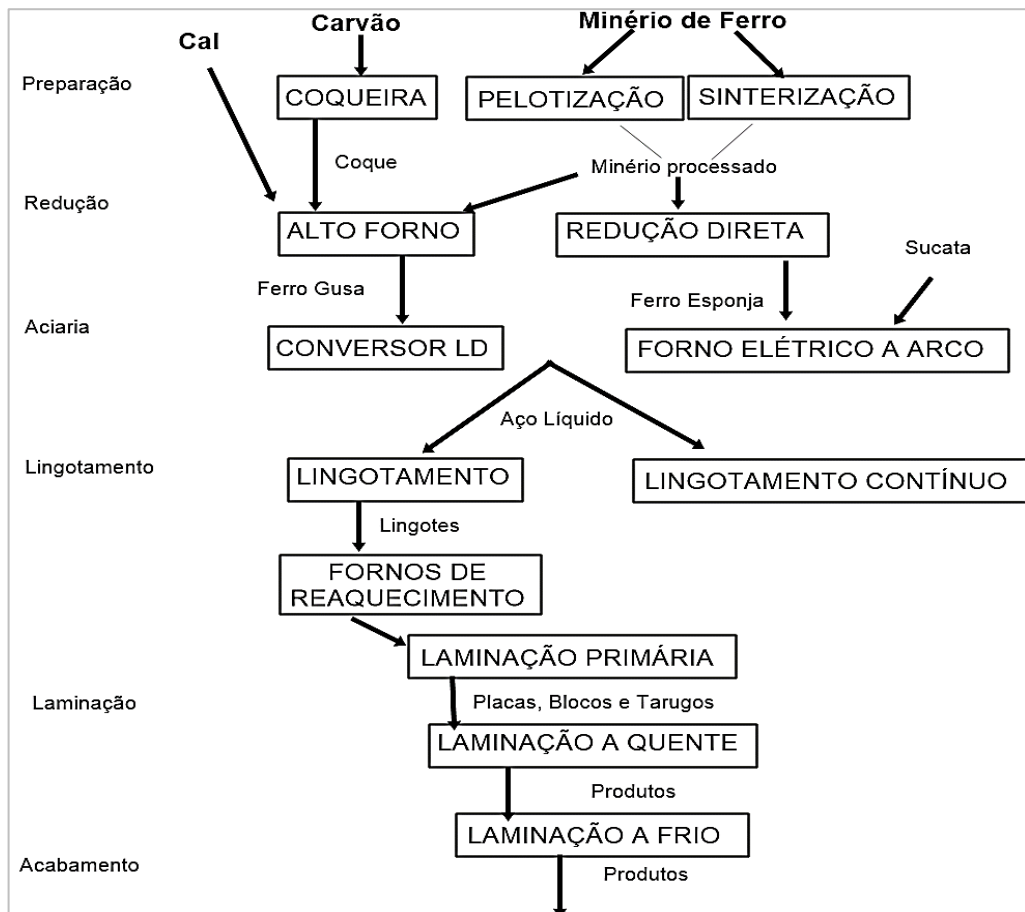 Carvão
Minério de Ferro
Cal
Preparação
COQUEIRA
PELOTIZAÇÃO
SINTERIZAÇÃO
Coque
Minério processado
Redução
ALTO FORNO
REDUÇÃO DIRETA
Sucata
Ferro Gusa
Ferro Esponja
Aciaria
CONVERSOR LD
FORNO ELÉTRICO A ARCO
Aço Líquido
Lingotamento
LINGOTAMENTO
LINGOTAMENTO CONTÍNUO
Lingotes
FORNOS DE
REAQUECIMENTO
LAMINAÇÃO PRIMÁRIA
Laminação
Placas, Blocos e Tarugos
LAMINAÇÃO A QUENTE
Produtos
LAMINAÇÃO A FRIO
Acabamento
Produtos